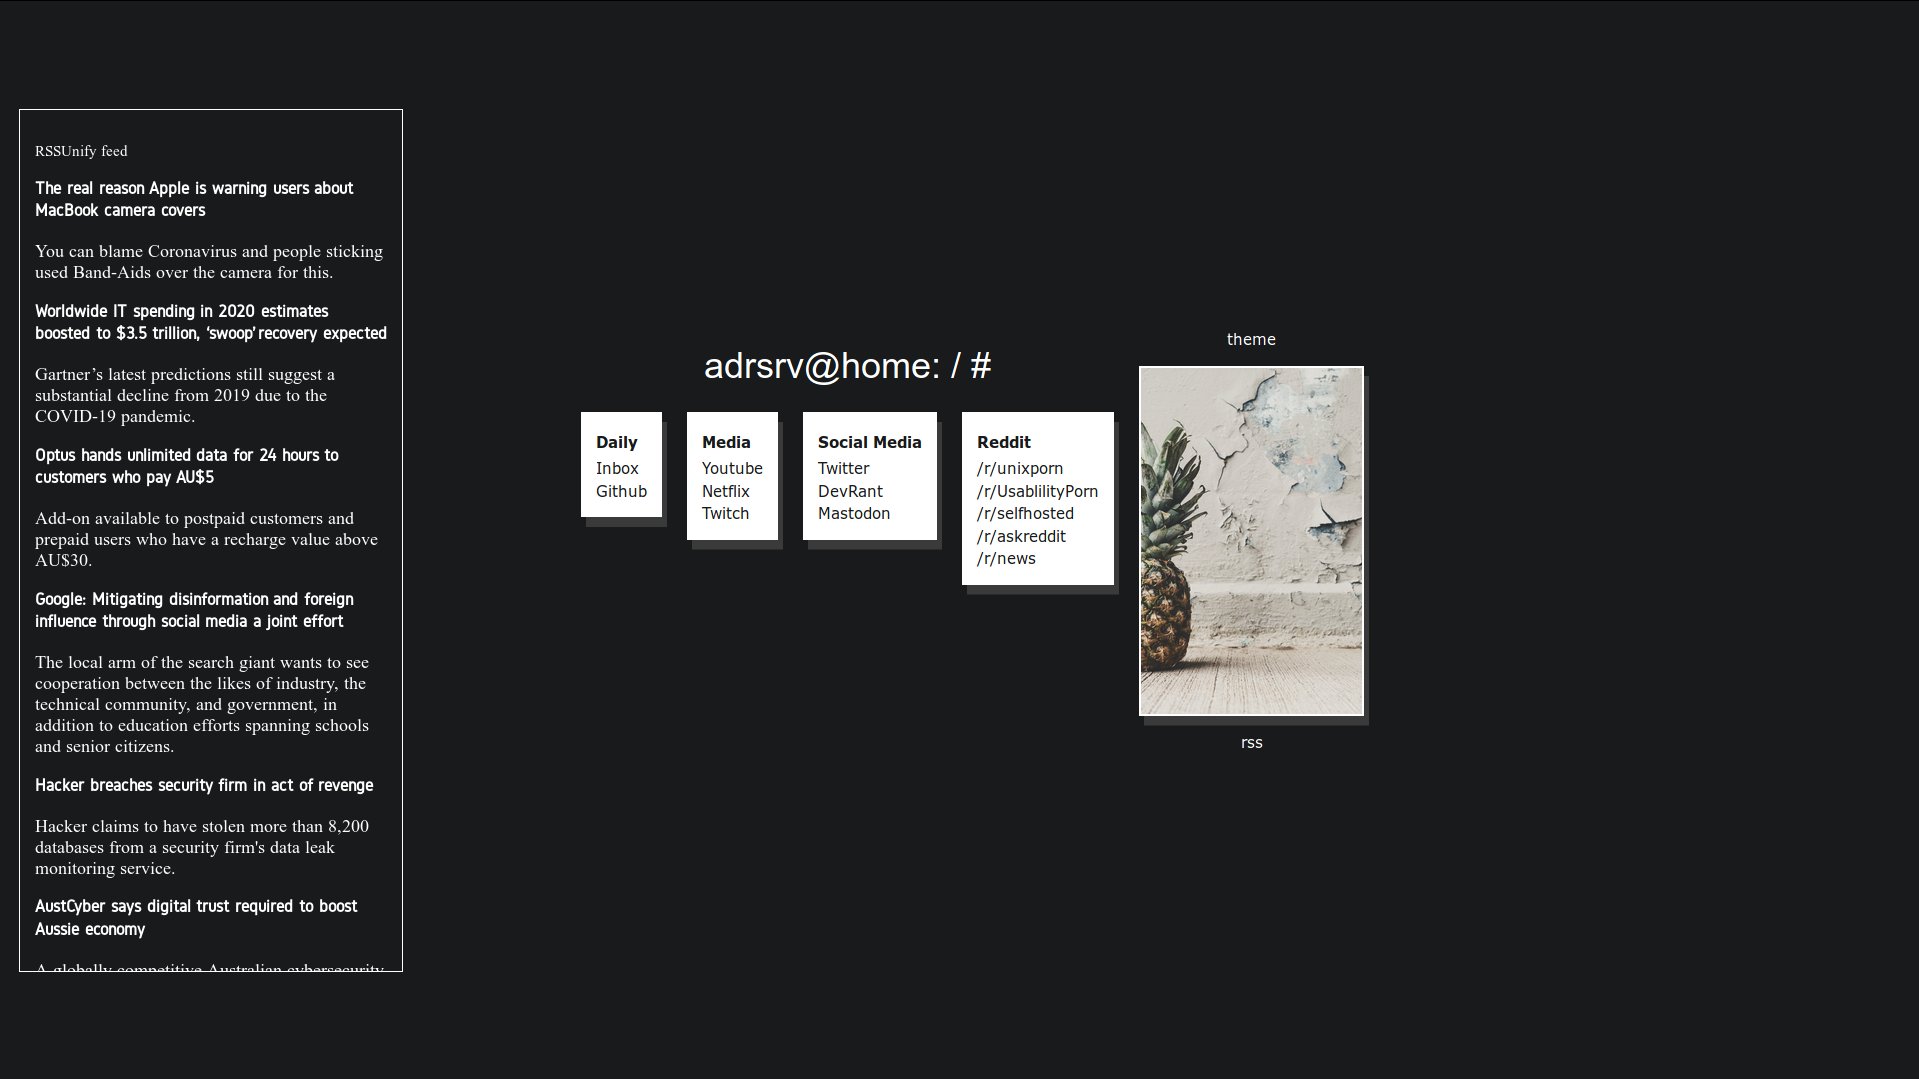 RSSUnify feed
The real reason Apple is warning users about
MacBook camera covers
You can blame Coronavirus and people sticking
used Band-Aids over the camera for this.
Worldwide IT spending in 2020 estimates
boosted to $3.5 trillion, ‘swoop’ recovery expected
Gartner’s latest predictions still suggest a
substantial decline from 2019 due to the
COVID-19 pandemic.
Optus hands unlimited data for 24 hours to
customers who pay AU$5
Add-on available to postpaid customers and
prepaid users who have a recharge value above
AU$30.
Google: Mitigating disinformation and foreign
influence through social media a joint effort
The local arm of the search giant wants to see
cooperation between the likes of industry, the
technical community, and government, in
addition to education efforts spanning schools
and senior citizens.
Hacker breaches security firm in act of revenge
Hacker claims to have stolen more than 8,200
databases from a security firm's data leak
monitoring service.
AustCyber says digital trust required to boost
Aussie economy
A globally competitive Australian cybersecurity
adrsrv@home: / #
Daily
Inbox
Github
Media
Youtube
Netflix
Twitch
Social Media
Twitter
DevRant
Mastodon
Reddit
/r/unixporn
/r/UsablilityPorn
/r/selfhosted
/r/askreddit
/r/news
theme
rss